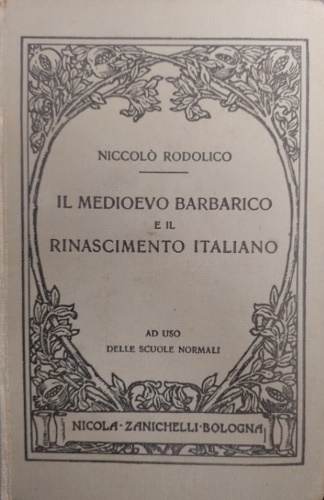 NICCOLÒ RODOLICO
IL MEDIOEVO BARBARICO
E IL
RINASCIMENTO ITALIANO
AD USO
DELLE SCUOLE NORMALI
NICOLA·ZANICHELLI·BOLOGNA